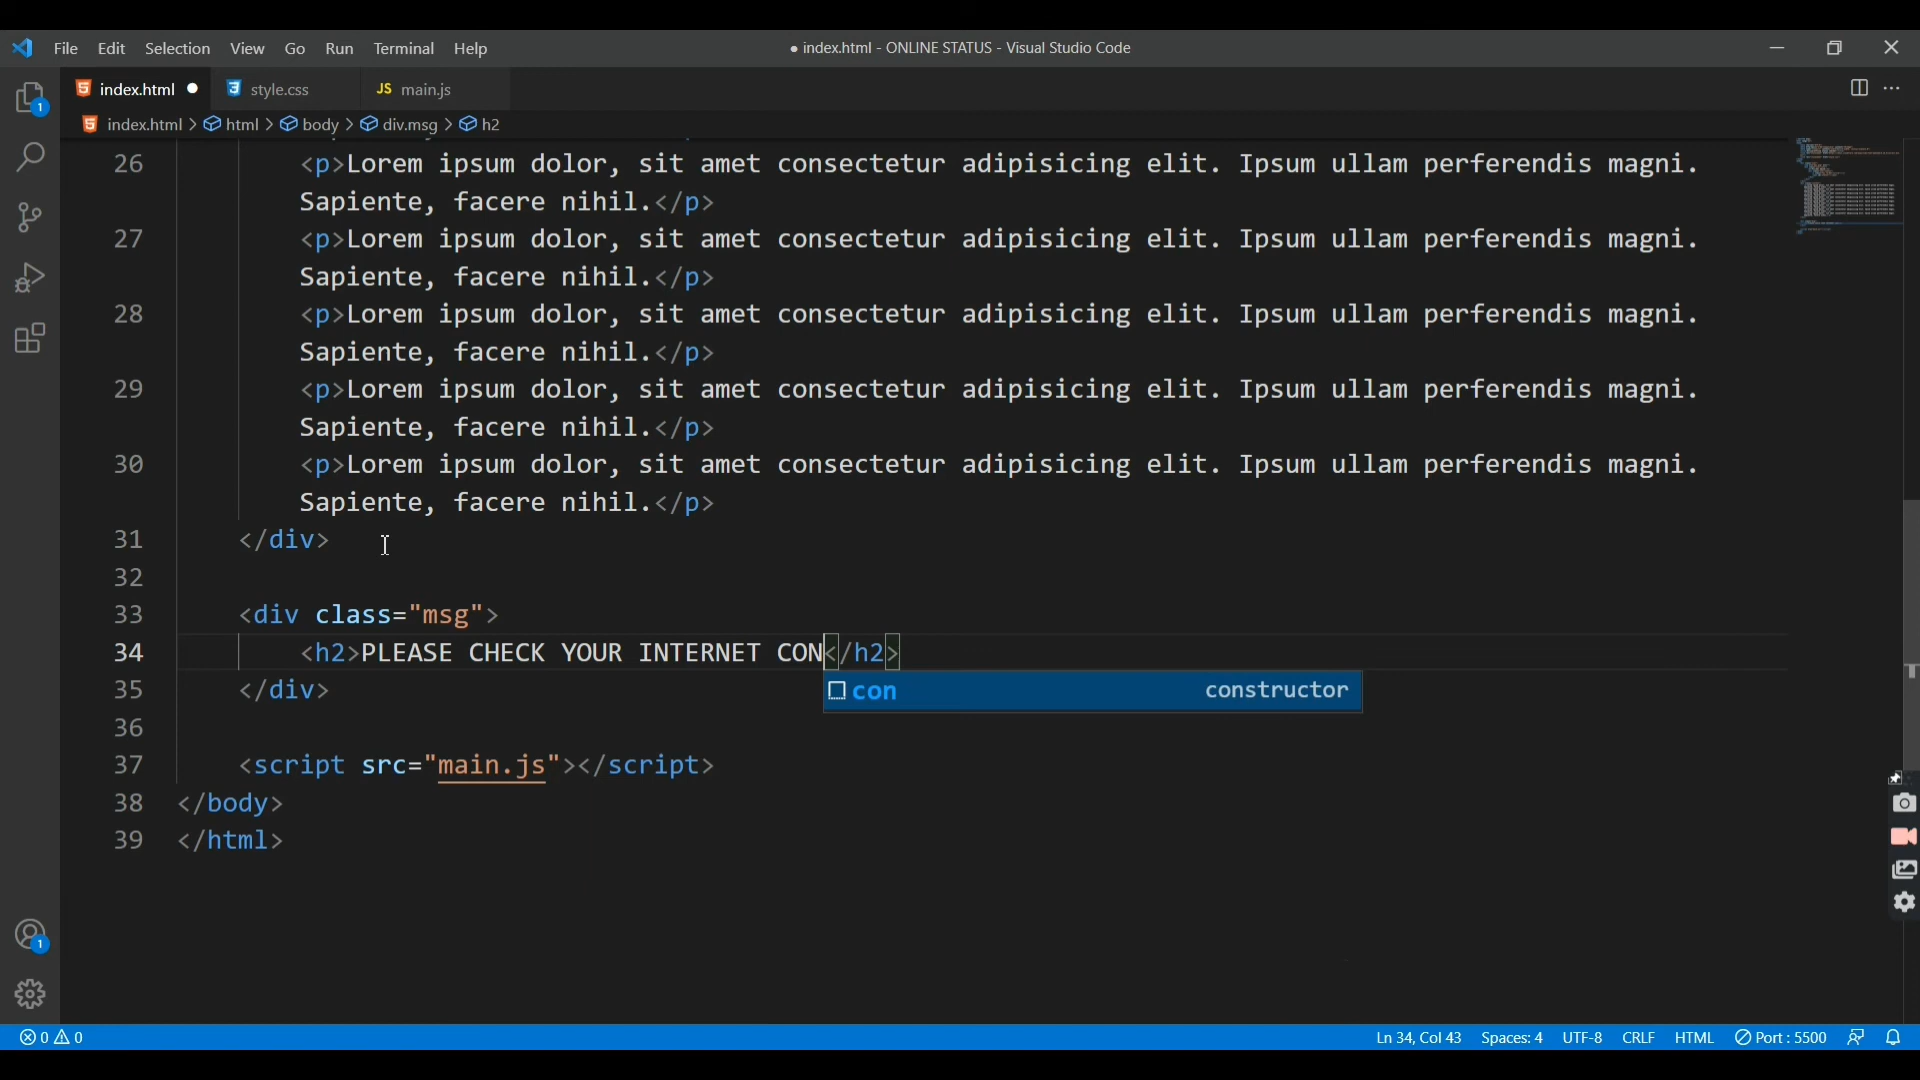 File Edit Selection View Go Run Terminal Help
● index.html - ONLINE STATUS - Visual Studio Code
index.html ● style.css JS main.js
index.html > html > body > div.msg > h2
26 <p>Lorem ipsum dolor, sit amet consectetur adipisicing elit. Ipsum ullam perferendis magni.
Sapiente, facere nihil.</p>
27 <p>Lorem ipsum dolor, sit amet consectetur adipisicing elit. Ipsum ullam perferendis magni.
Sapiente, facere nihil.</p>
28 <p>Lorem ipsum dolor, sit amet consectetur adipisicing elit. Ipsum ullam perferendis magni.
Sapiente, facere nihil.</p>
29 <p>Lorem ipsum dolor, sit amet consectetur adipisicing elit. Ipsum ullam perferendis magni.
Sapiente, facere nihil.</p>
30 <p>Lorem ipsum dolor, sit amet consectetur adipisicing elit. Ipsum ullam perferendis magni.
Sapiente, facere nihil.</p>
31 </div>
32
33 <div class="msg">
34 <h2>PLEASE CHECK YOUR INTERNET CON</h2>
con constructor
35 </div>
36
37 <script src="main.js"></script>
38 </body>
39 </html>
1
1
0 0 Ln 34, Col 43 Spaces: 4 UTF-8 CRLF HTML Port : 5500